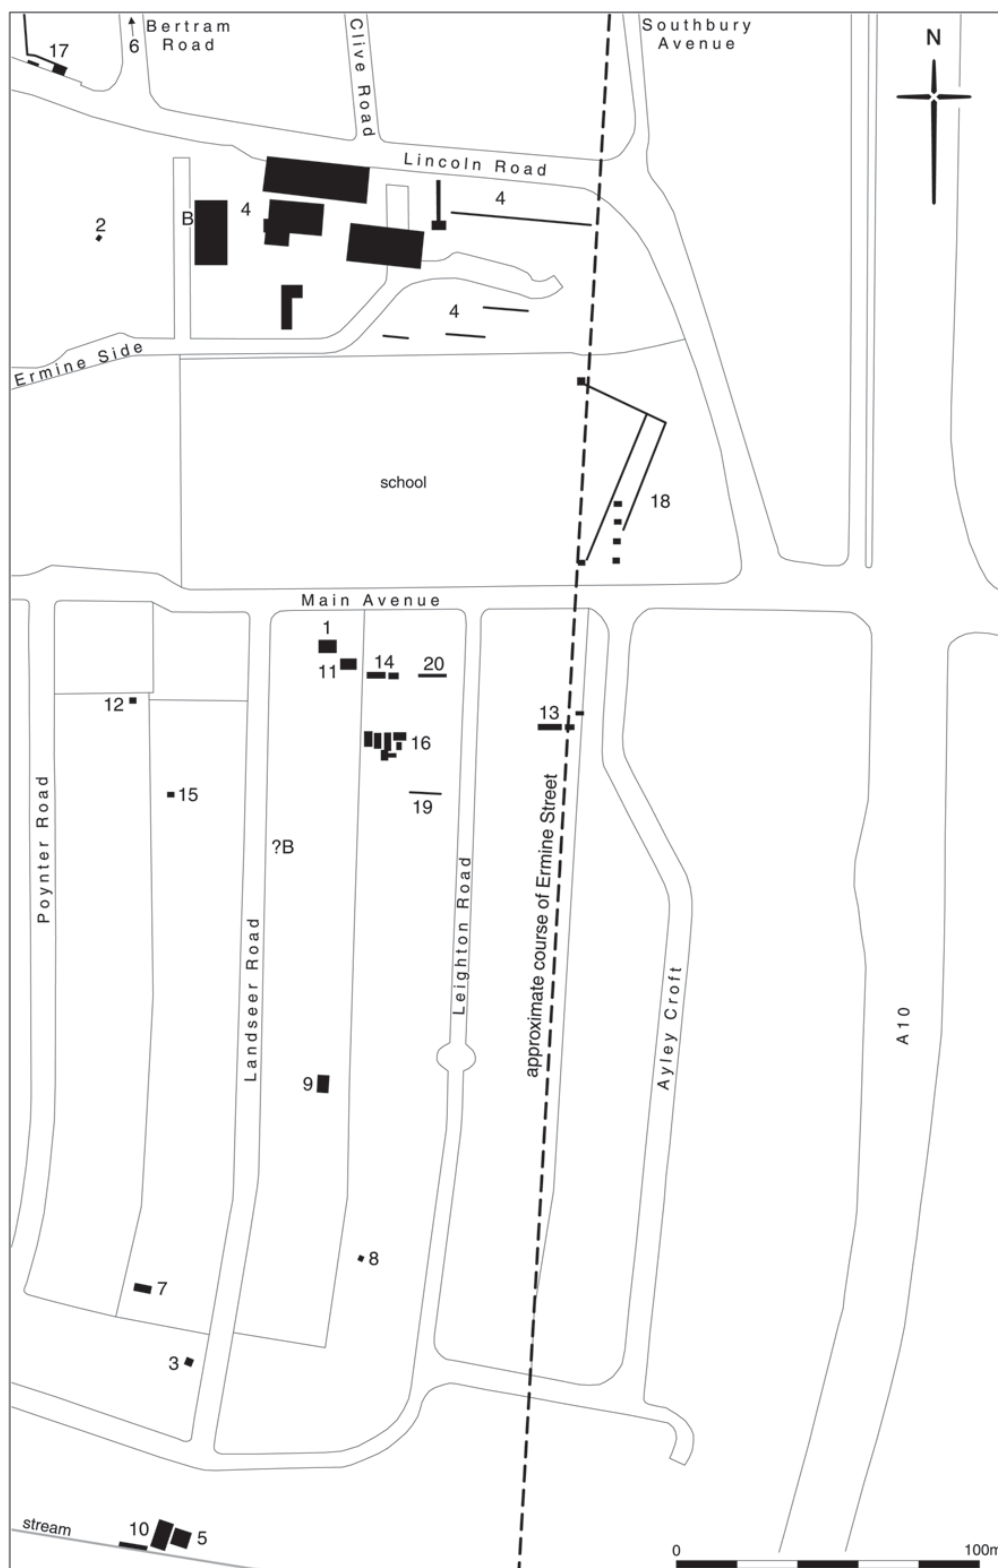 Bertram
Road
6
17
Clive Road
Southbury
Avenue
N
Lincoln Road
4
4
B
2
4
Ermine Side
school
18
Main Avenue
1
11
14
20
12
13
16
15
19
?B
Poynter Road
Landseer Road
Leighton Road
approximate course of Ermine Street
Ayley Croft
A10
9
8
7
3
stream
10
5
0
100m